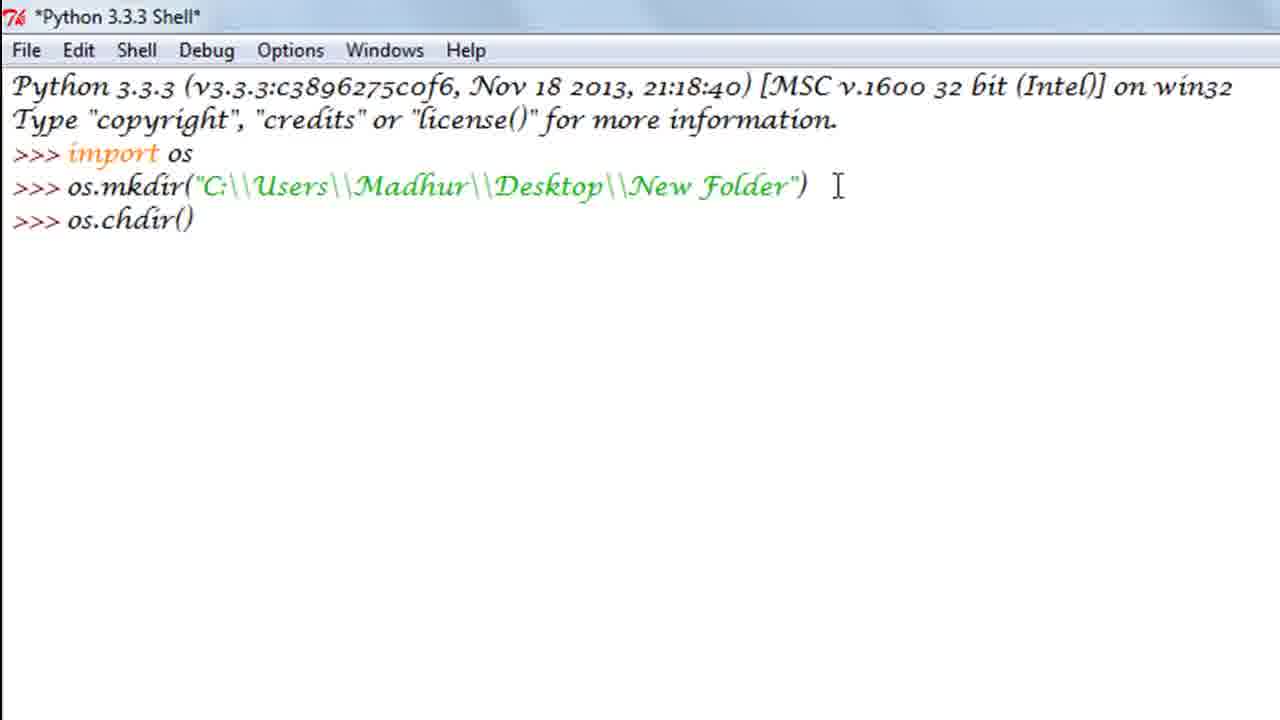 *Python 3.3.3 Shell*
File Edit Shell Debug Options Windows Help
Python 3.3.3 (v3.3.3:c3896275c0f6, Nov 18 2013, 21:18:40) [MSC v.1600 32 bit (Intel)] on win32
Type "copyright", "credits" or "license()" for more information.
>>> import os
>>> os.mkdir("C:\\Users\\Madhur\\Desktop\\New Folder")
>>> os.chdir()